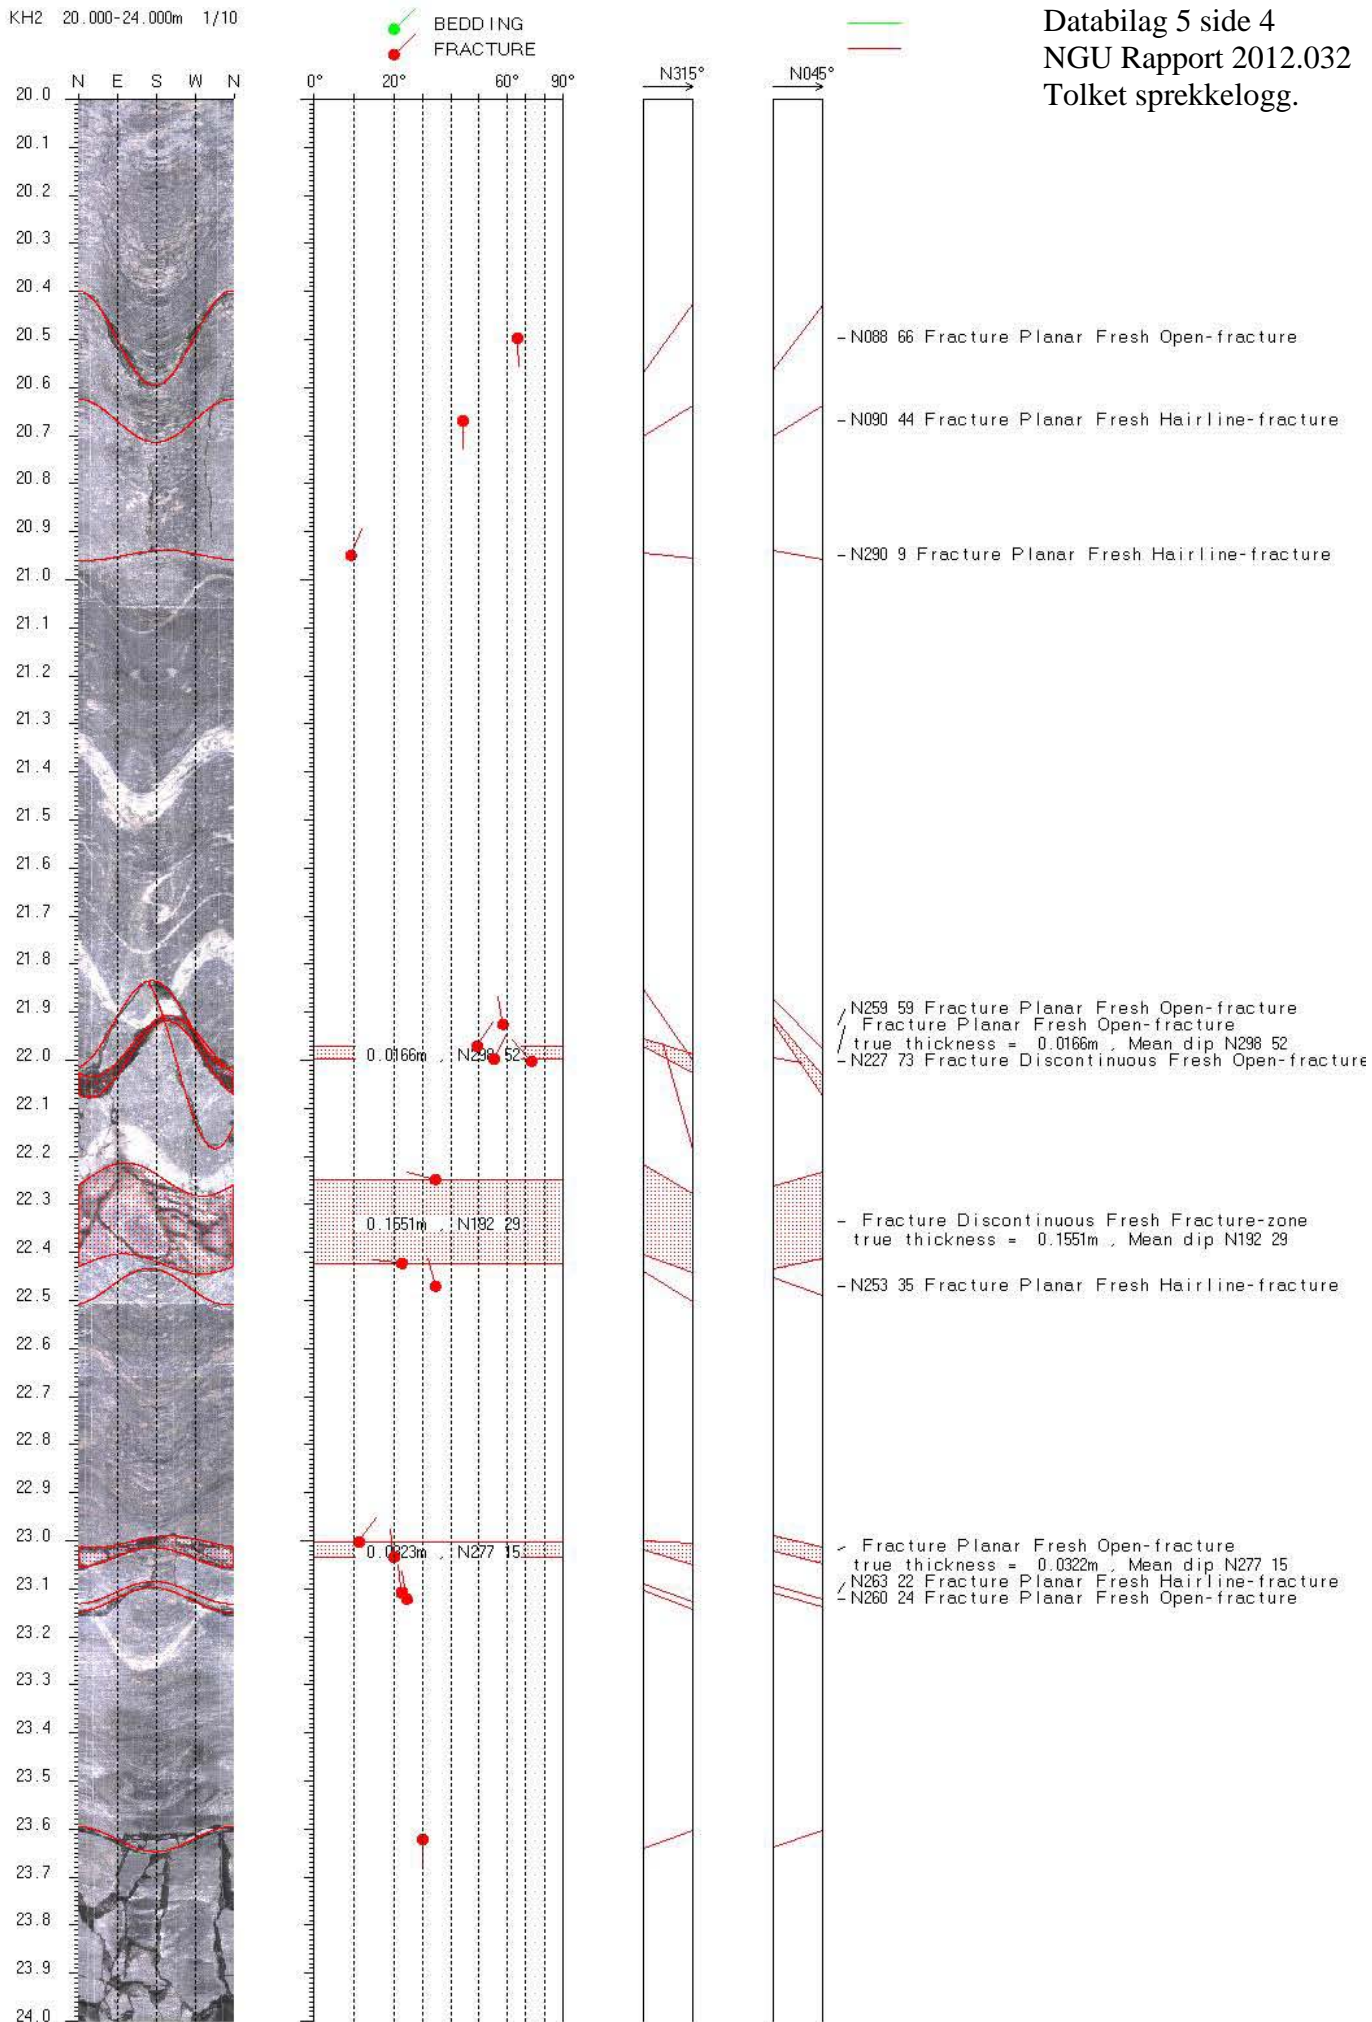 KH2 20.000-24.000m 1/10
BEDDING
FRACTURE
Databilag 5 side 4
NGU Rapport 2012.032
Tolket sprekkelogg.
N E S W N
0° 20° 60° 90°
N315°
N045°
20.0
20.1
20.2
20.3
20.4
20.5
-N088 66 Fracture Planar Fresh Open-fracture
20.6
20.7
-N090 44 Fracture Planar Fresh Hairline-fracture
20.8
20.9
-N290 9 Fracture Planar Fresh Hairline-fracture
21.0
21.1
21.2
21.3
21.4
21.5
21.6
21.7
21.8
21.9
N259 59 Fracture Planar Fresh Open-fracture
Fracture Planar Fresh Open-fracture
true thickness = 0.0166m , Mean dip N298 52
22.0
0.0166m , N298 52
-N227 73 Fracture Discontinuous Fresh Open-fracture
22.1
22.2
22.3
0.1551m , N192 29
- Fracture Discontinuous Fresh Fracture-zone
true thickness = 0.1551m , Mean dip N192 29
22.4
22.5
-N253 35 Fracture Planar Fresh Hairline-fracture
22.6
22.7
22.8
22.9
23.0
0.0323m , N277 15
Fracture Planar Fresh Open-fracture
true thickness = 0.0322m , Mean dip N277 15
23.1
N263 22 Fracture Planar Fresh Hairline-fracture
-N260 24 Fracture Planar Fresh Open-fracture
23.2
23.3
23.4
23.5
23.6
23.7
23.8
23.9
24.0